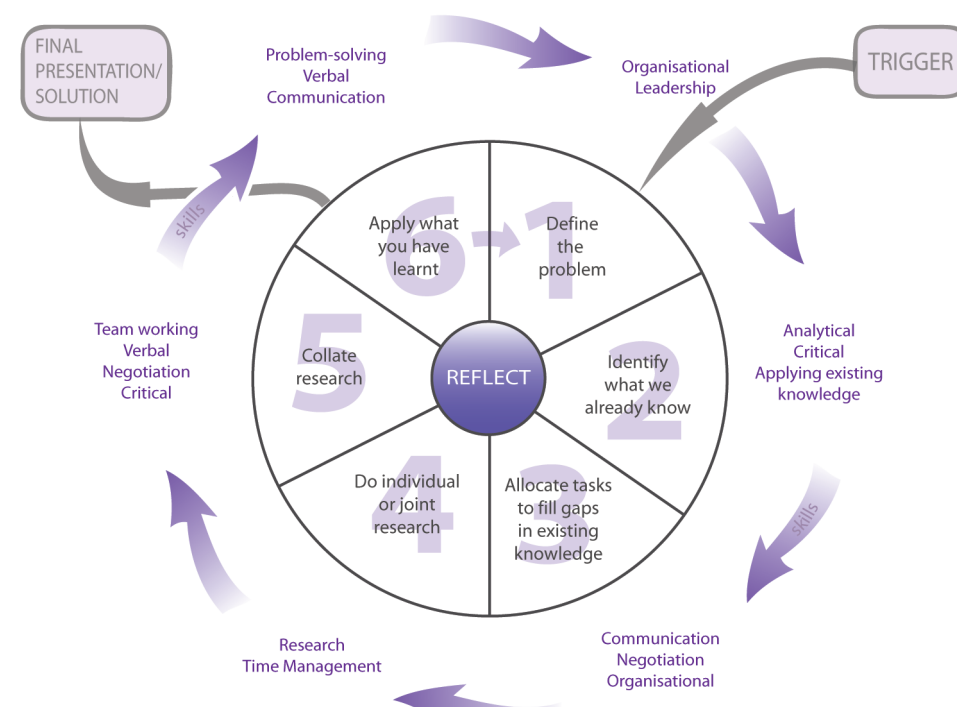 FINAL
PRESENTATION/
SOLUTION
Problem-solving
Verbal
Communication
Organisational
Leadership
TRIGGER
skills
6
Apply what
you have
learnt
1
Define
the
problem
Team working
Verbal
Negotiation
Critical
5
Collate
research
REFLECT
2
Identify
what we
already know
Analytical
Critical
Applying existing
knowledge
4
Do individual
or joint
research
3
Allocate tasks
to fill gaps
in existing
knowledge
skills
Research
Time Management
Communication
Negotiation
Organisational